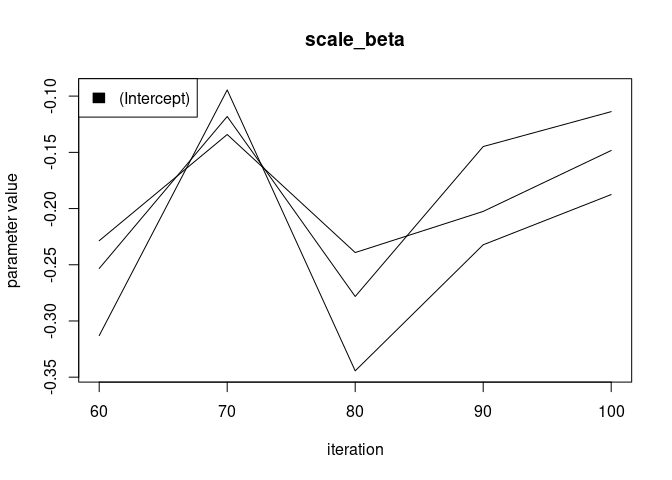 scale_beta
(Intercept)
parameter value
-0.10
-0.15
-0.20
-0.25
-0.30
-0.35
60 70 80 90 100
iteration